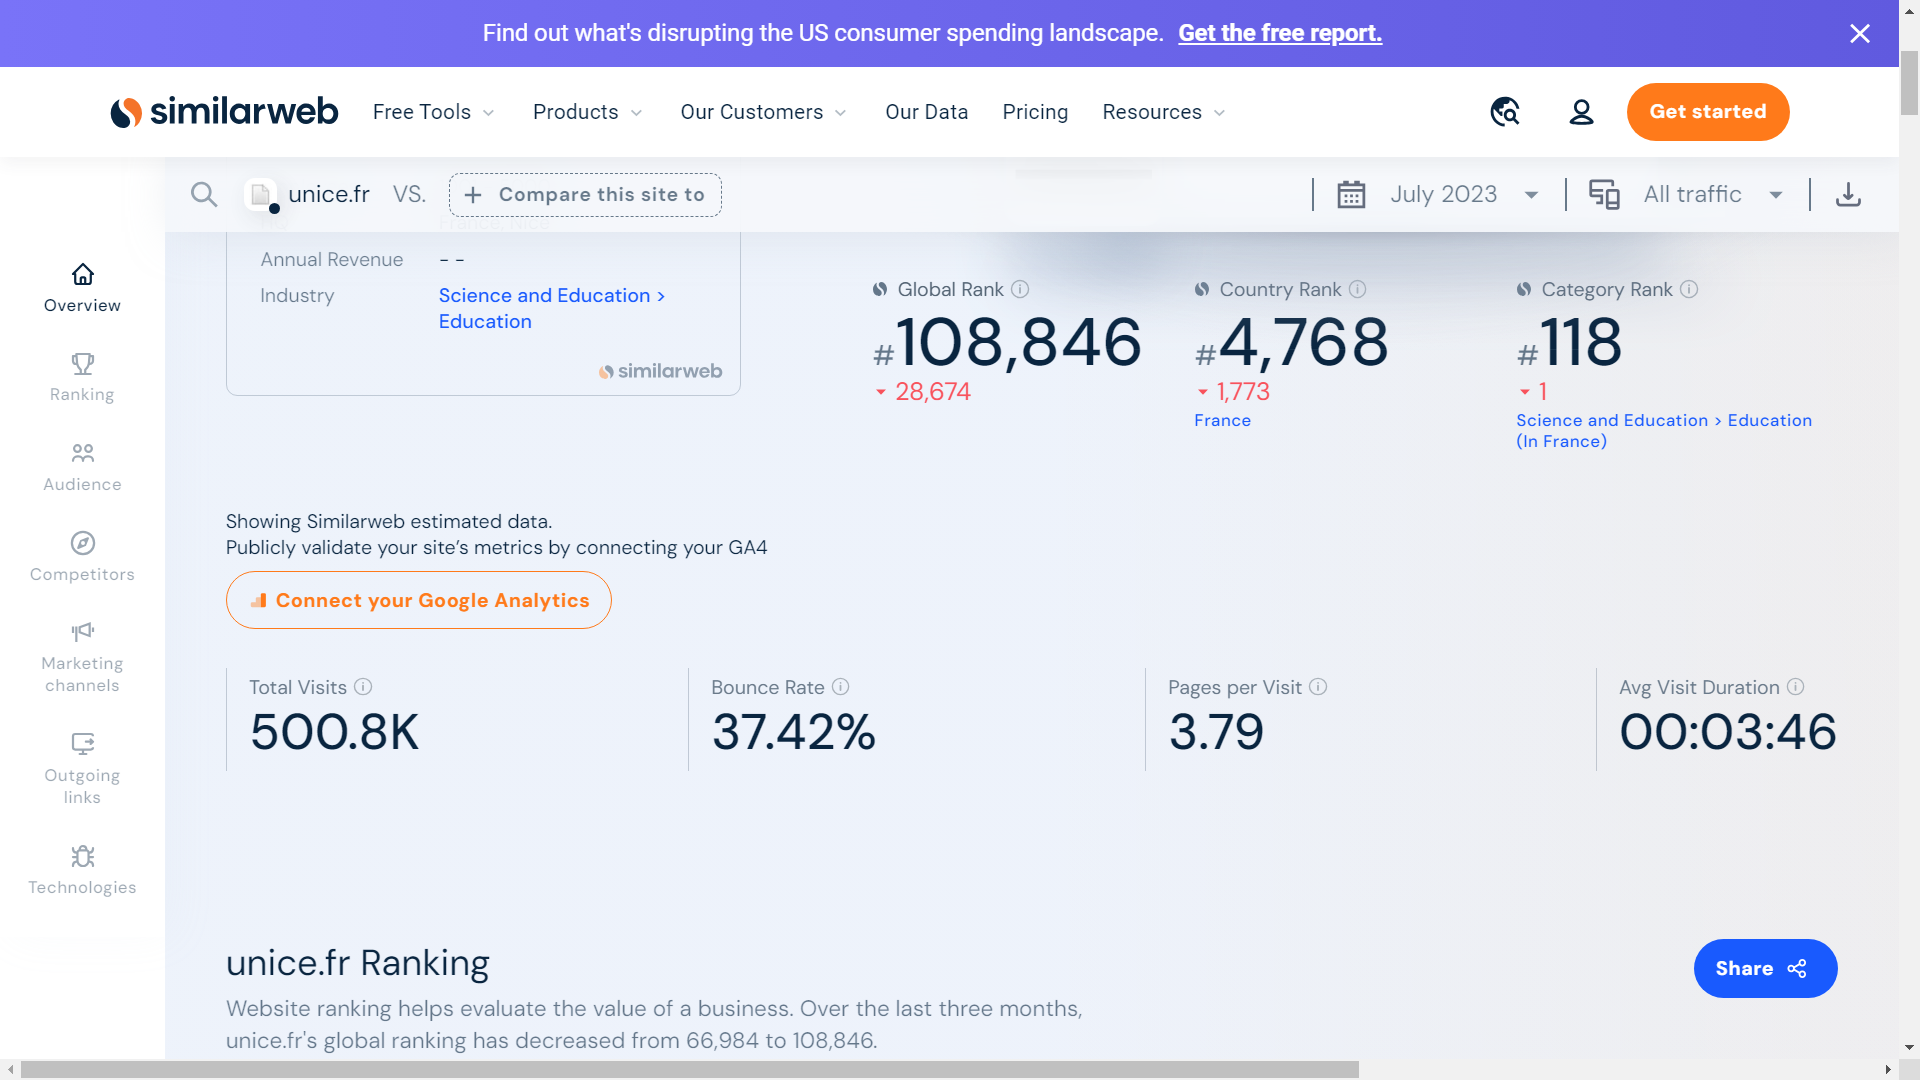 Find out what's disrupting the US consumer spending landscape. Get the free report.
similarweb Free Tools Products Our Customers Our Data Pricing Resources Get started
unice.fr VS. Compare this site to July 2023 All traffic
Annual Revenue - -
Industry Science and Education >
Education
similarweb
Global Rank
#108,846
28,674
Country Rank
#4,768
1,773
France
Category Rank
#118
1
Science and Education > Education
(In France)
Overview
Ranking
Audience
Competitors
Marketing
channels
Outgoing
links
Technologies
Showing Similarweb estimated data.
Publicly validate your site’s metrics by connecting your GA4
Connect your Google Analytics
Total Visits
500.8K
Bounce Rate
37.42%
Pages per Visit
3.79
Avg Visit Duration
00:03:46
unice.fr Ranking
Share
Website ranking helps evaluate the value of a business. Over the last three months,
unice.fr's global ranking has decreased from 66,984 to 108,846.